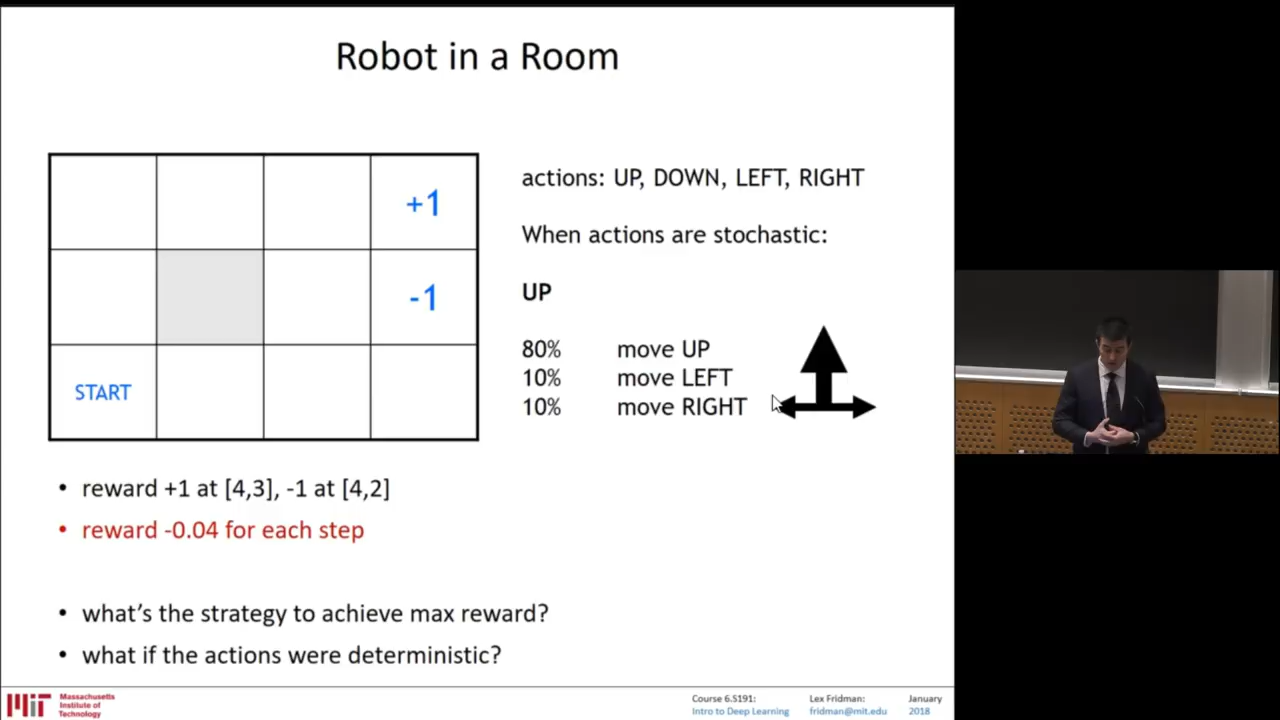 Robot in a Room
+1
-1
START
actions: UP, DOWN, LEFT, RIGHT
When actions are stochastic:
UP
80% move UP
10% move LEFT
10% move RIGHT
• reward +1 at [4,3], -1 at [4,2]
• reward -0.04 for each step
• what's the strategy to achieve max reward?
• what if the actions were deterministic?
Massachusetts
Institute of
Technology
Course 6.S191:
Intro to Deep Learning
Lex Fridman:
fridman@mit.edu
January
2018